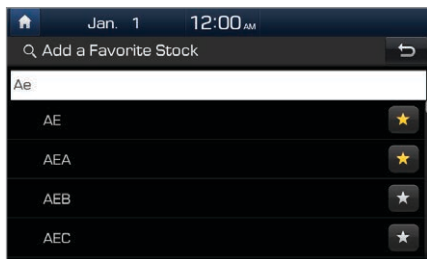 Jan. 1 12:00 AM
Add a Favorite Stock
Ae
AE
AEA
AEB
AEC